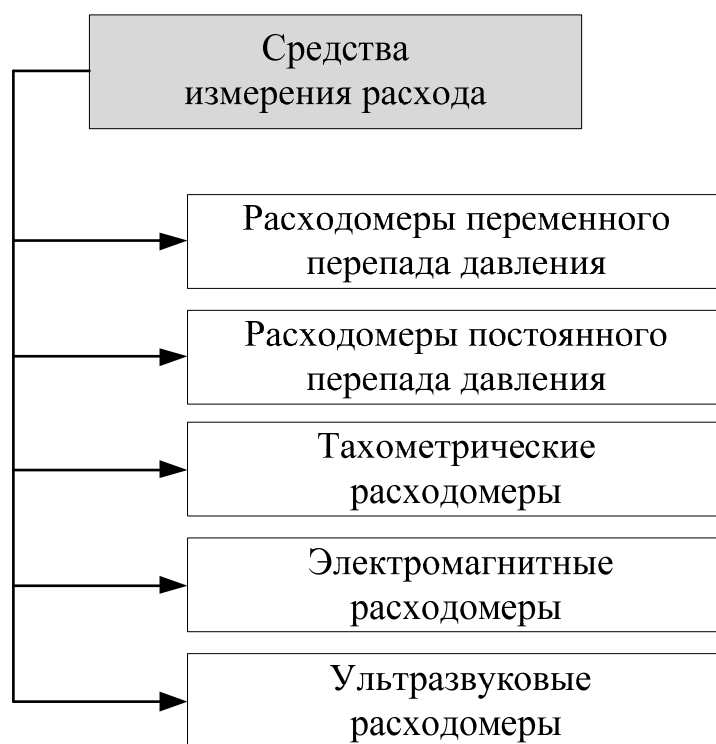 Средства
измерения расхода
Расходомеры переменного
перепада давления
Расходомеры постоянного
перепада давления
Тахометрические
расходомеры
Электромагнитные
расходомеры
Ультразвуковые
расходомеры